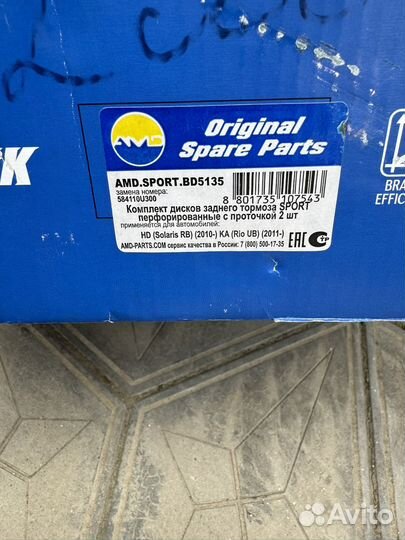 AMD
Original
Spare Parts
AMD.SPORT.BD5135
замена номера:
584110U300
8 801735 107543
Комплект дисков заднего тормоза SPORT
перфорированные с проточкой 2 шт
применяется для автомобилей:
HD (Solaris RB) (2010-) KA (Rio UB) (2011-)
AMD-PARTS.COM сервис качества в России: 7 (800) 500-17-35
EAC
BRA
EFFICI
Avito